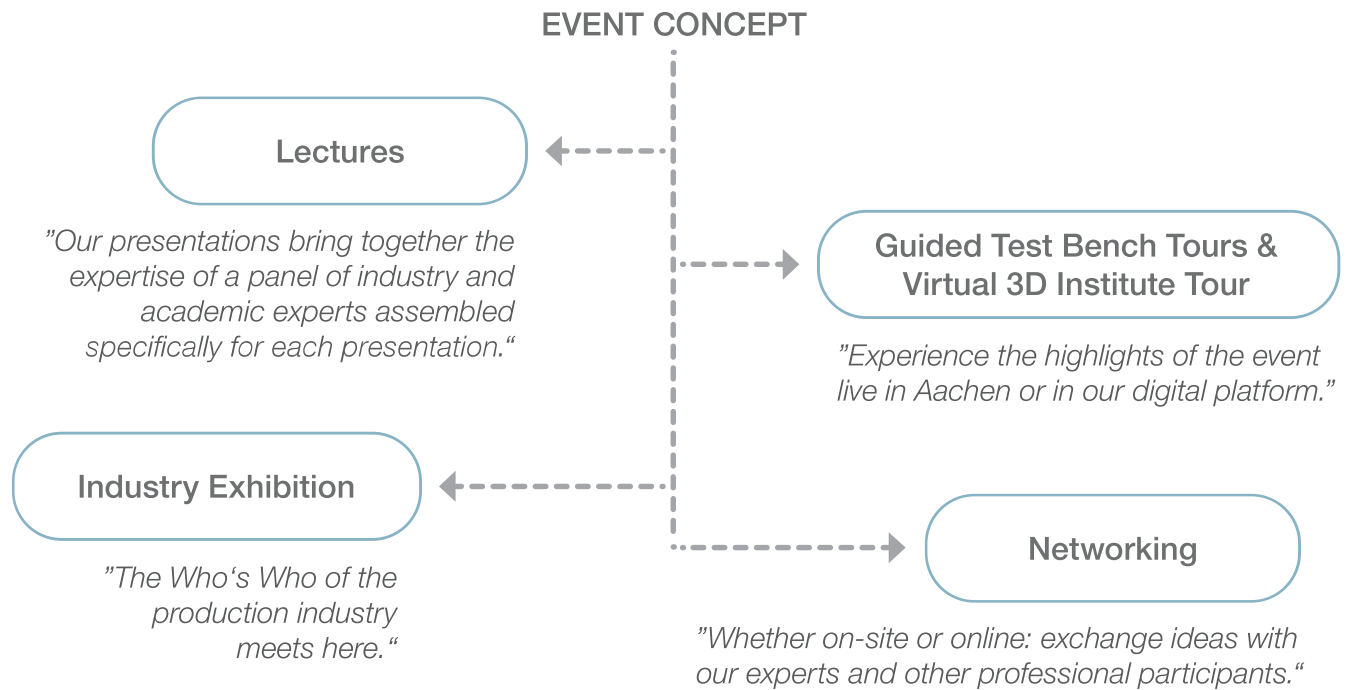 EVENT CONCEPT
Lectures
”Our presentations bring together the
expertise of a panel of industry and
academic experts assembled
specifically for each presentation.“
Guided Test Bench Tours &
Virtual 3D Institute Tour
”Experience the highlights of the event
live in Aachen or in our digital platform.”
Industry Exhibition
”The Who‘s Who of the
production industry
meets here.“
Networking
”Whether on-site or online: exchange ideas with
our experts and other professional participants.“